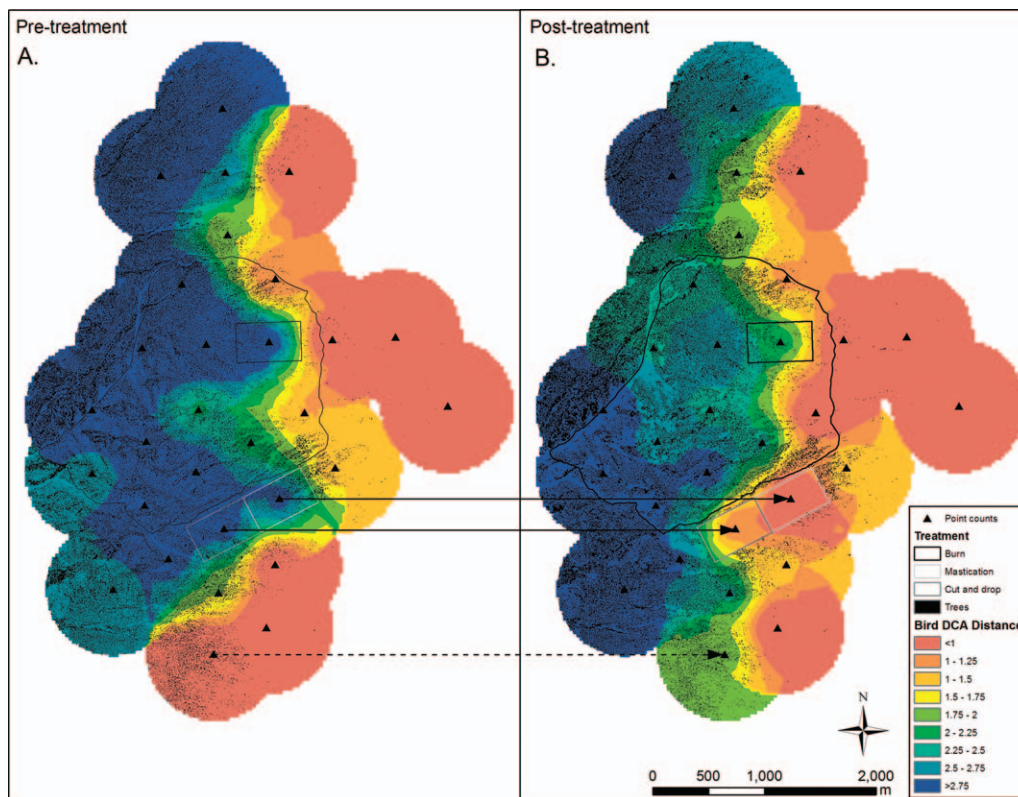 Pre-treatment
A.
Post-treatment
B.
Point counts
Treatment
Burn
Mastication
Cut and drop
Trees
Bird DCA Distance
<1
1 - 1.25
1 - 1.5
1.5 - 1.75
1.75 - 2
2 - 2.25
2.25 - 2.5
2.5 - 2.75
>2.75
N
0 500 1,000 2,000
m